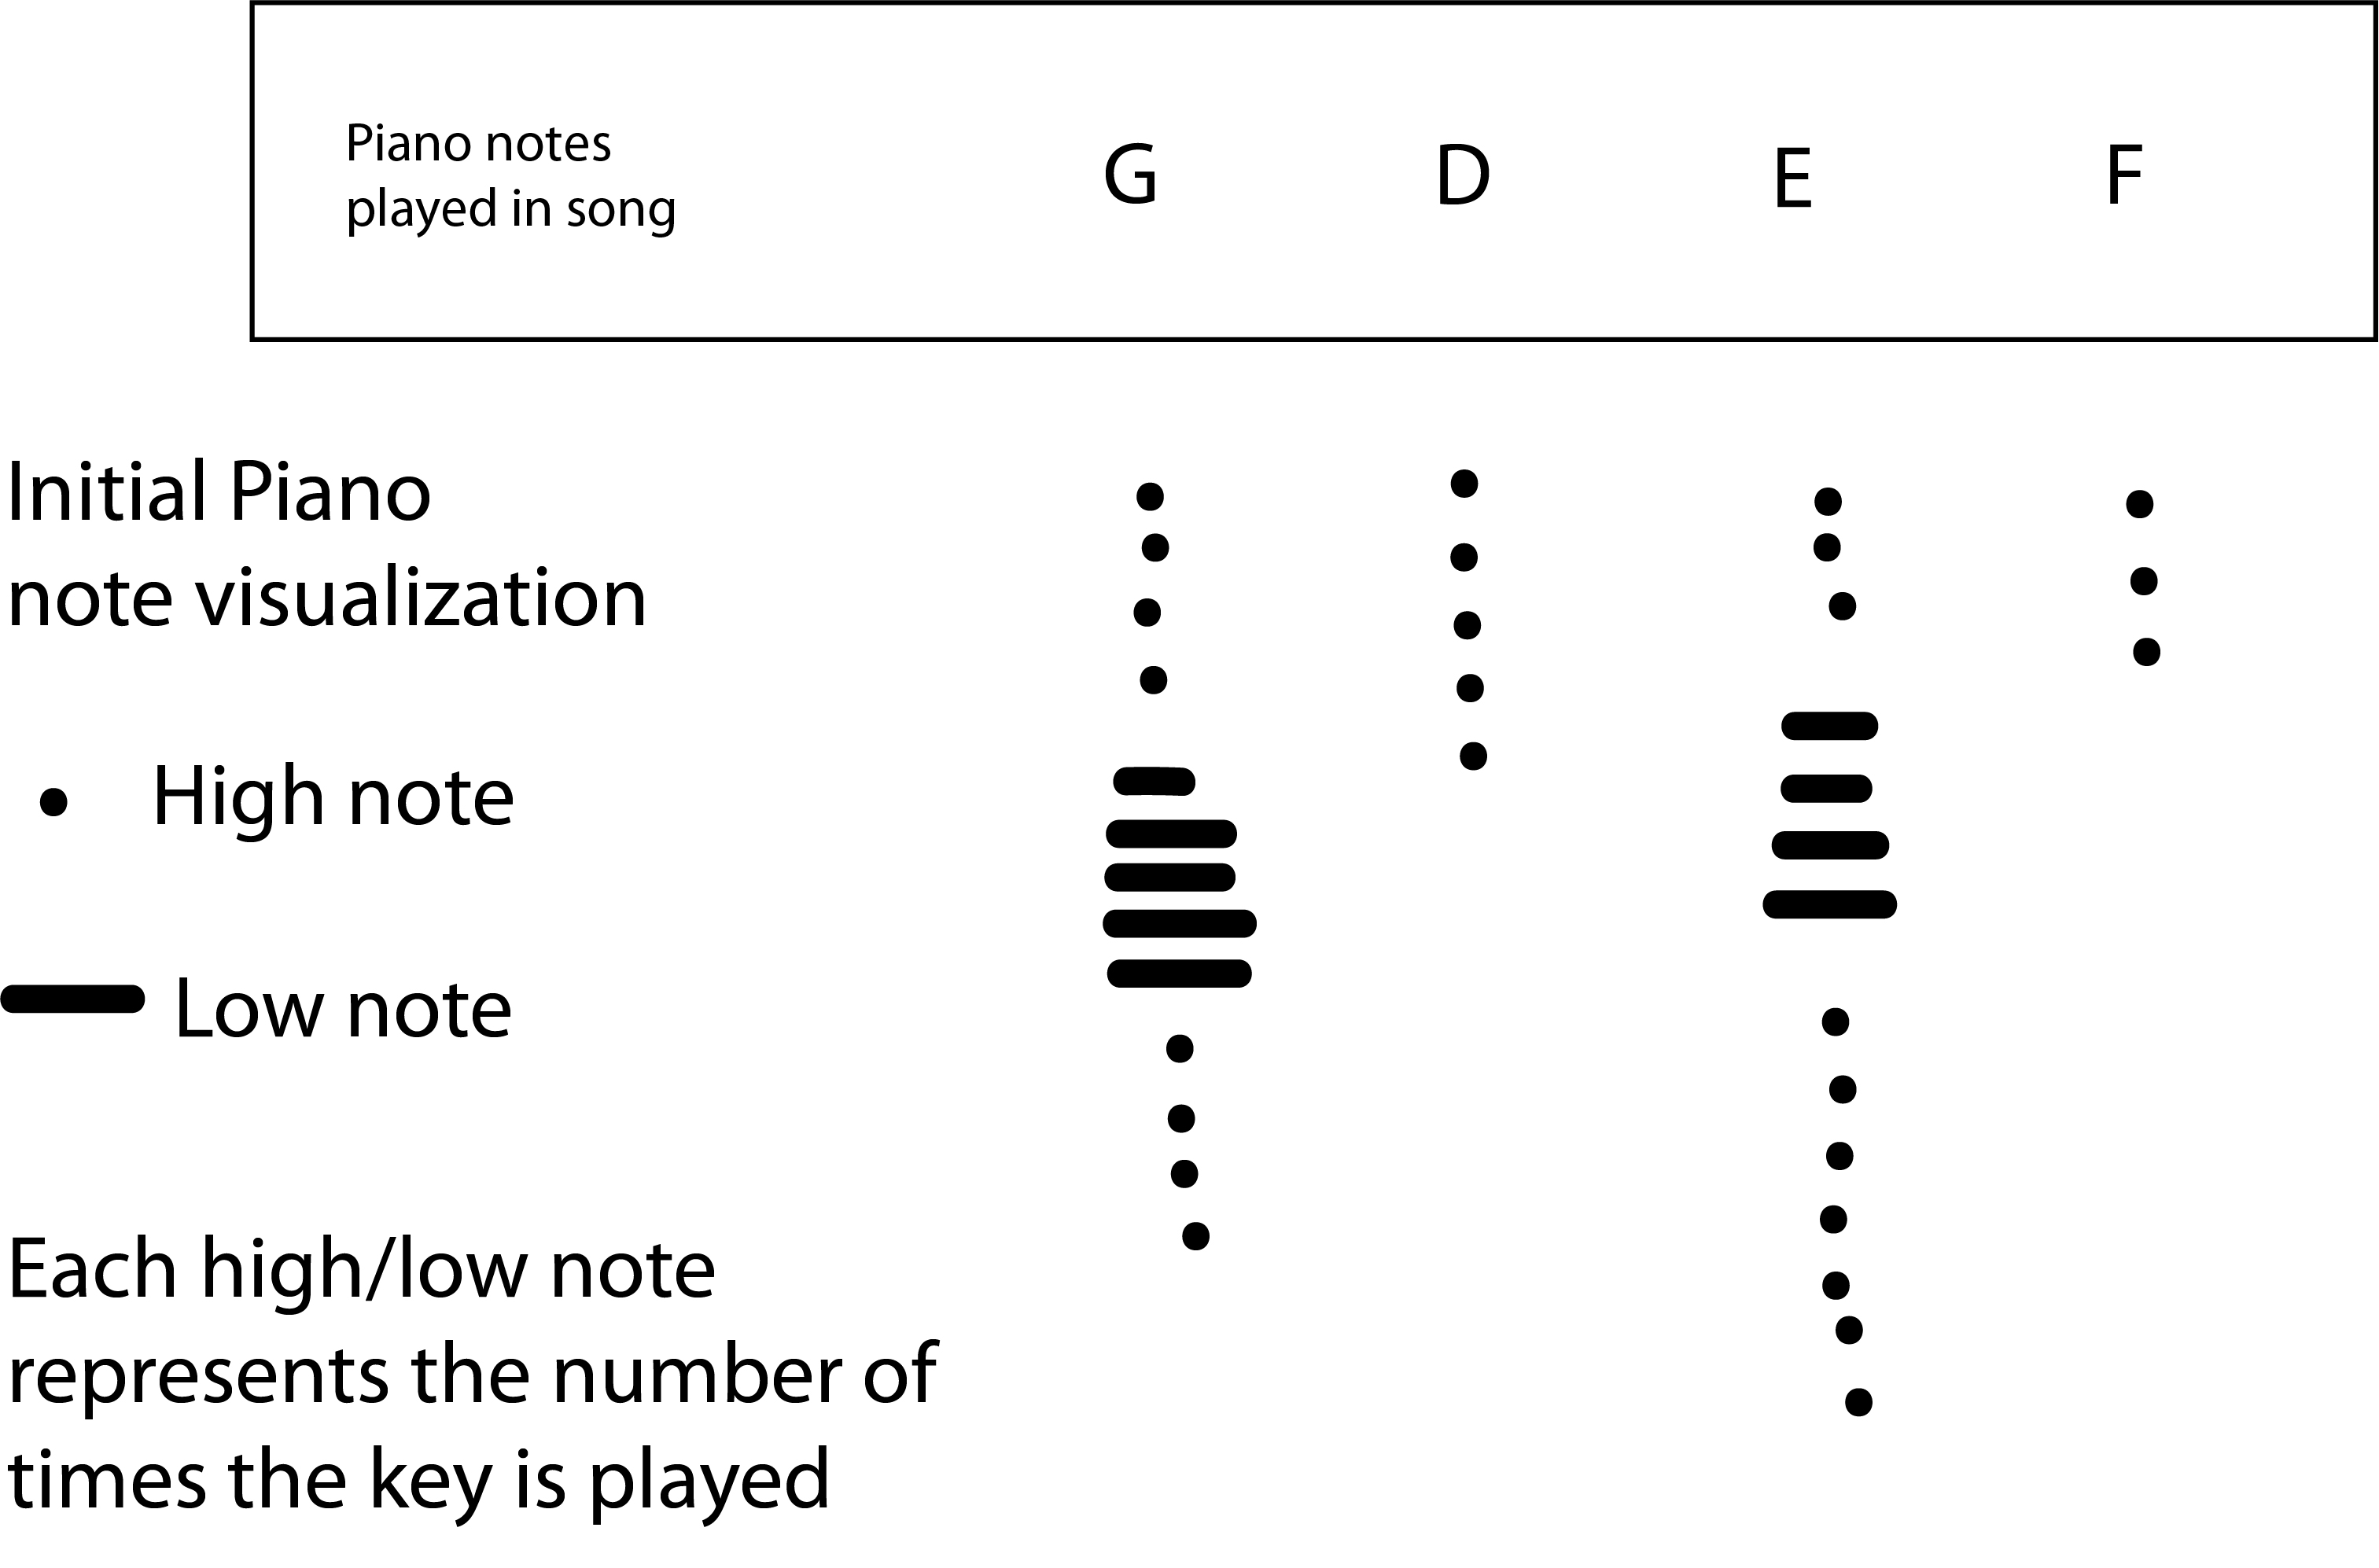 Piano notes
played in song
G D E F
Initial Piano
note visualization
High note
Low note
Each high/low note
represents the number of
times the key is played